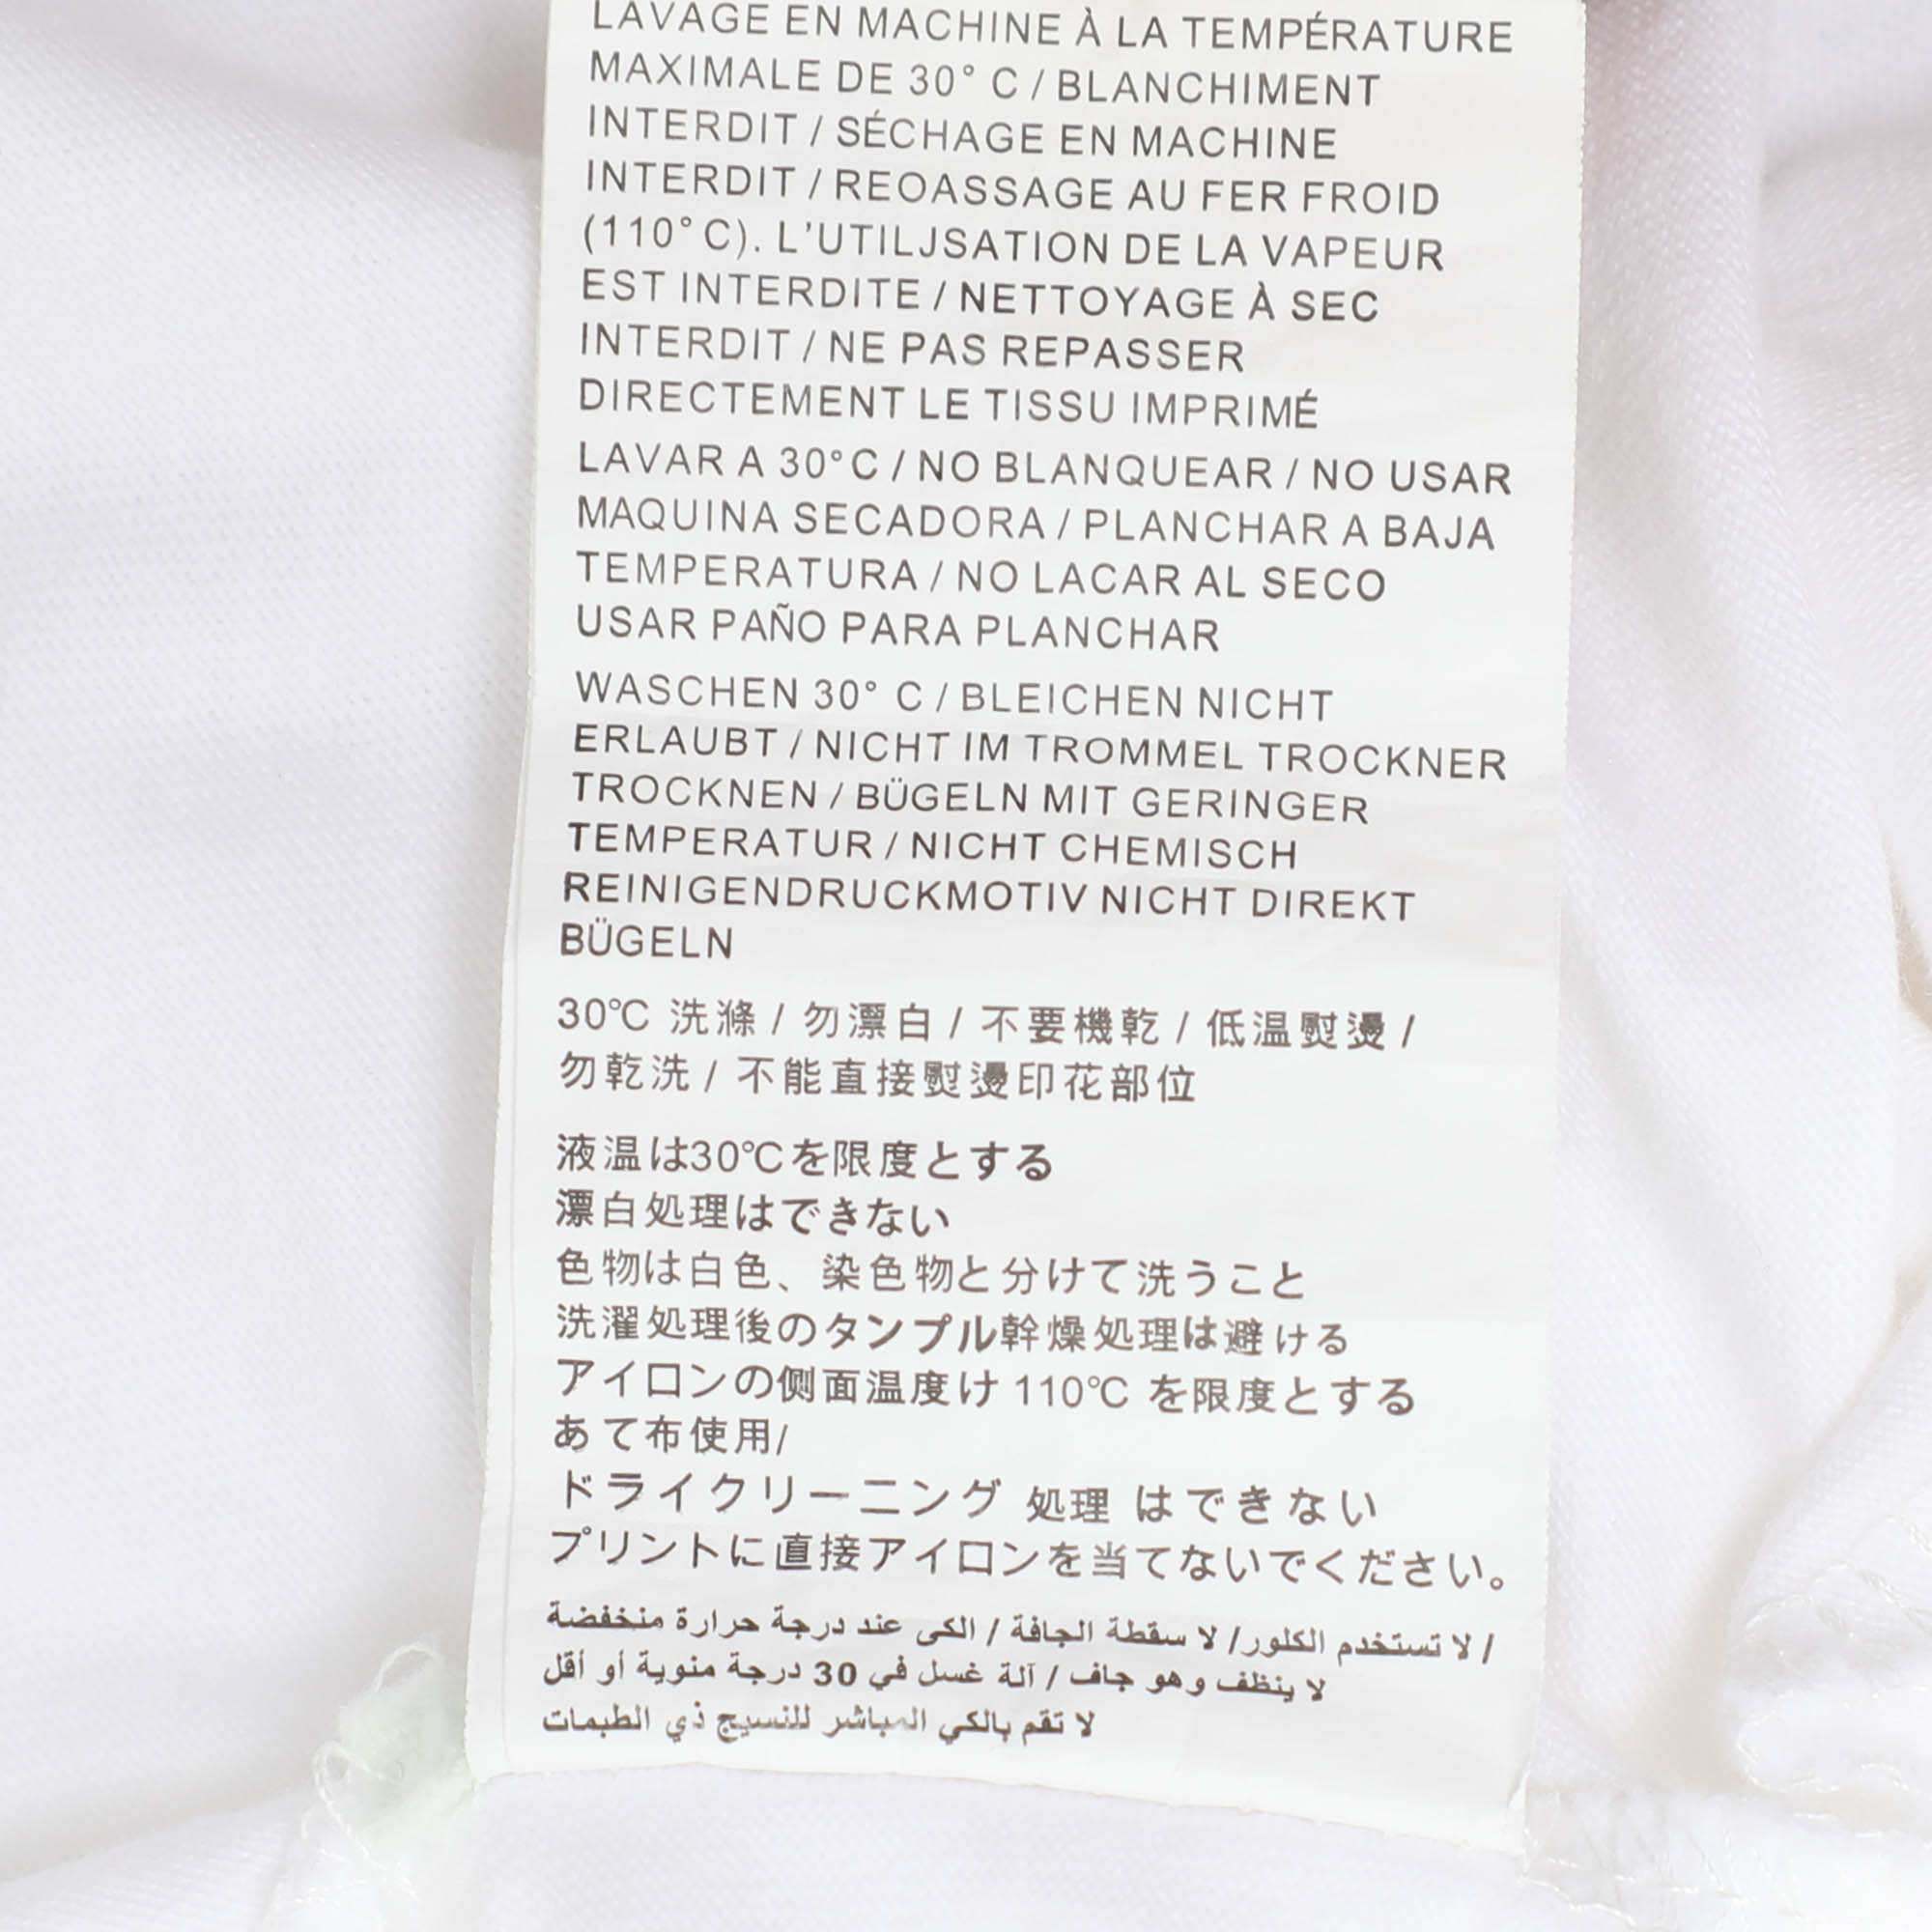 LAVAGE EN MACHINE À LA TEMPÉRATURE
MAXIMALE DE 30° C / BLANCHIMENT
INTERDIT / SÉCHAGE EN MACHINE
INTERDIT / REOASSAGE AU FER FROID
(110° C). L'UTILJSATION DE LA VAPEUR
EST INTERDITE / NETTOYAGE À SEC
INTERDIT / NE PAS REPASSER
DIRECTEMENT LE TISSU IMPRIMÉ
LAVAR A 30°C / NO BLANQUEAR / NO USAR
MAQUINA SECADORA / PLANCHAR A BAJA
TEMPERATURA / NO LACAR AL SECO
USAR PAÑO PARA PLANCHAR
WASCHEN 30° C / BLEICHEN NICHT
ERLAUBT / NICHT IM TROMMEL TROCKNER
TROCKNEN / BÜGELN MIT GERINGER
TEMPERATUR / NICHT CHEMISCH
REINIGENDRUCKMOTIV NICHT DIREKT
BÜGELN
30℃ 洗滌 / 勿漂白 / 不要機乾 / 低温熨燙 /
勿乾洗 / 不能直接熨燙印花部位
液温は30℃を限度とする
漂白処理はできない
色物は白色、染色物と分けて洗うこと
洗濯処理後のタンプル幹燥処理は避ける
アイロンの側面温度け 110℃ を限度とする
あて布使用/
ドライクリーニング 処理 はできない
プリントに直接アイロンを当てないでください。
/ لا تستخدم الكلور/ لا سقطة الجافة / الكى عند درجة حرارة منخفضة
لا ينظف وهو جاف / آلة غسل في 30 درجة منوية أو أقل
لا تقم بالكي المباشر للنسيج ذي الطبمات